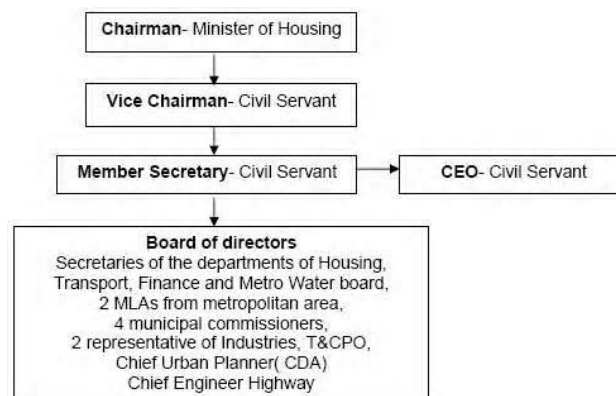 Chairman- Minister of Housing
Vice Chairman- Civil Servant
Member Secretary- Civil Servant
CEO- Civil Servant
Board of directors
Secretaries of the departments of Housing,
Transport, Finance and Metro Water board,
2 MLAs from metropolitan area,
4 municipal commissioners,
2 representative of Industries, T&CPO,
Chief Urban Planner( CDA)
Chief Engineer Highway